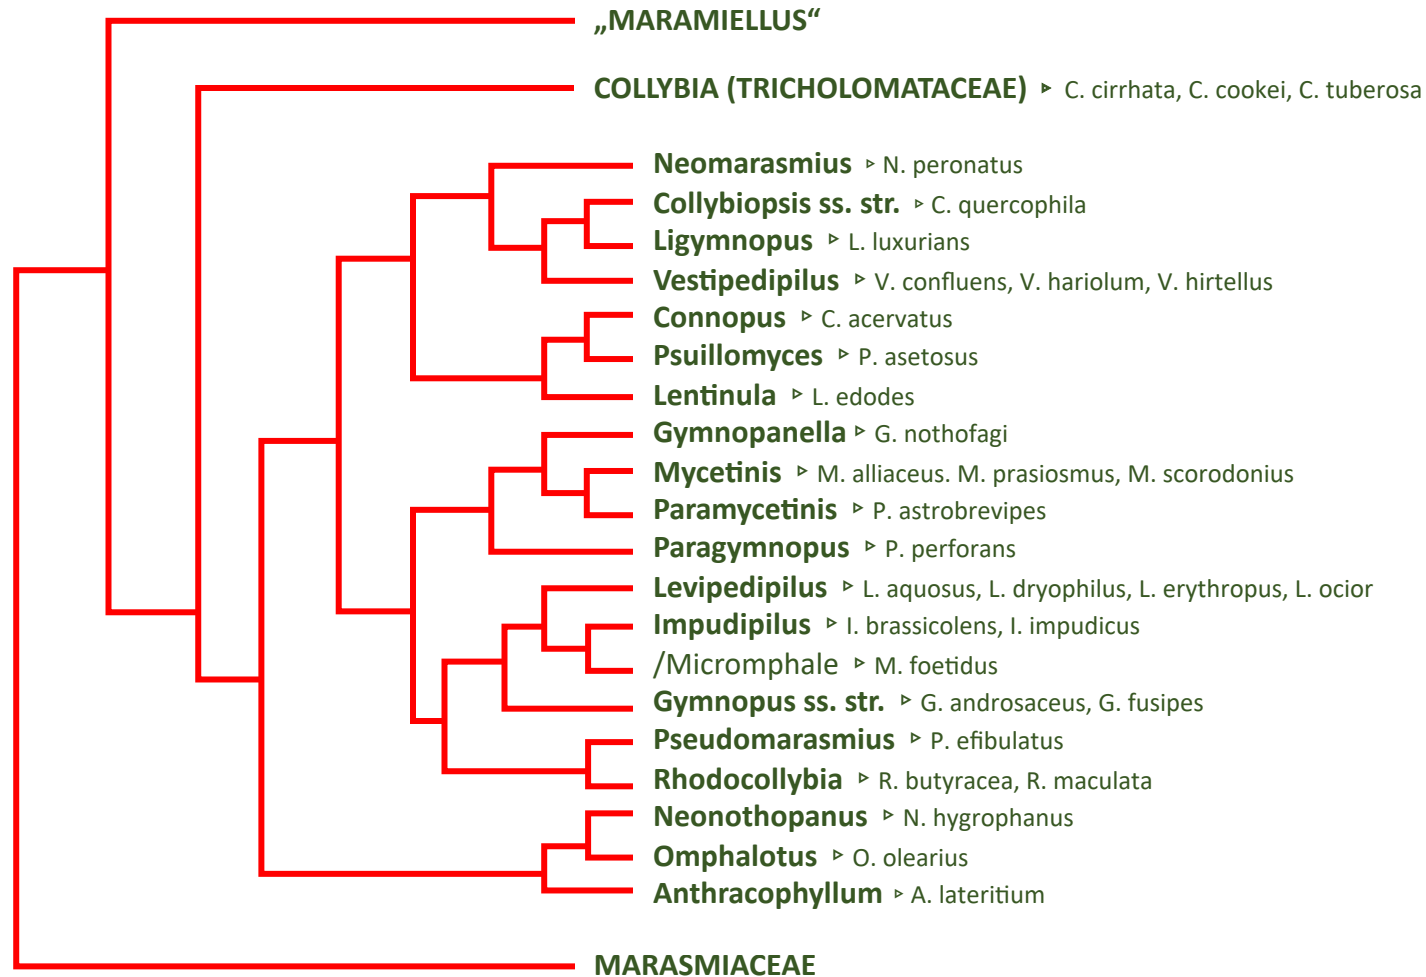 „MARAMIELLUS“
COLLYBIA (TRICHOLOMATACEAE) ▹ C. cirrhata, C. cookei, C. tuberosa
Neomarasmius ▹ N. peronatus
Collybiopsis ss. str. ▹ C. quercophila
Ligymnopus ▹ L. luxurians
Vestipedipilus ▹ V. confluens, V. hariolum, V. hirtellus
Connopus ▹ C. acervatus
Psuillomyces ▹ P. asetosus
Lentinula ▹ L. edodes
Gymnopanella ▹ G. nothofagi
Mycetinis ▹ M. alliaceus. M. prasiosmus, M. scorodonius
Paramycetinis ▹ P. astrobrevipes
Paragymnopus ▹ P. perforans
Levipedipilus ▹ L. aquosus, L. dryophilus, L. erythropus, L. ocior
Impudipilus ▹ I. brassicolens, I. impudicus
/Micromphale ▹ M. foetidus
Gymnopus ss. str. ▹ G. androsaceus, G. fusipes
Pseudomarasmius ▹ P. efibulatus
Rhodocollybia ▹ R. butyracea, R. maculata
Neonothopanus ▹ N. hygrophanus
Omphalotus ▹ O. olearius
Anthracophyllum ▹ A. lateritium
MARASMIACEAE